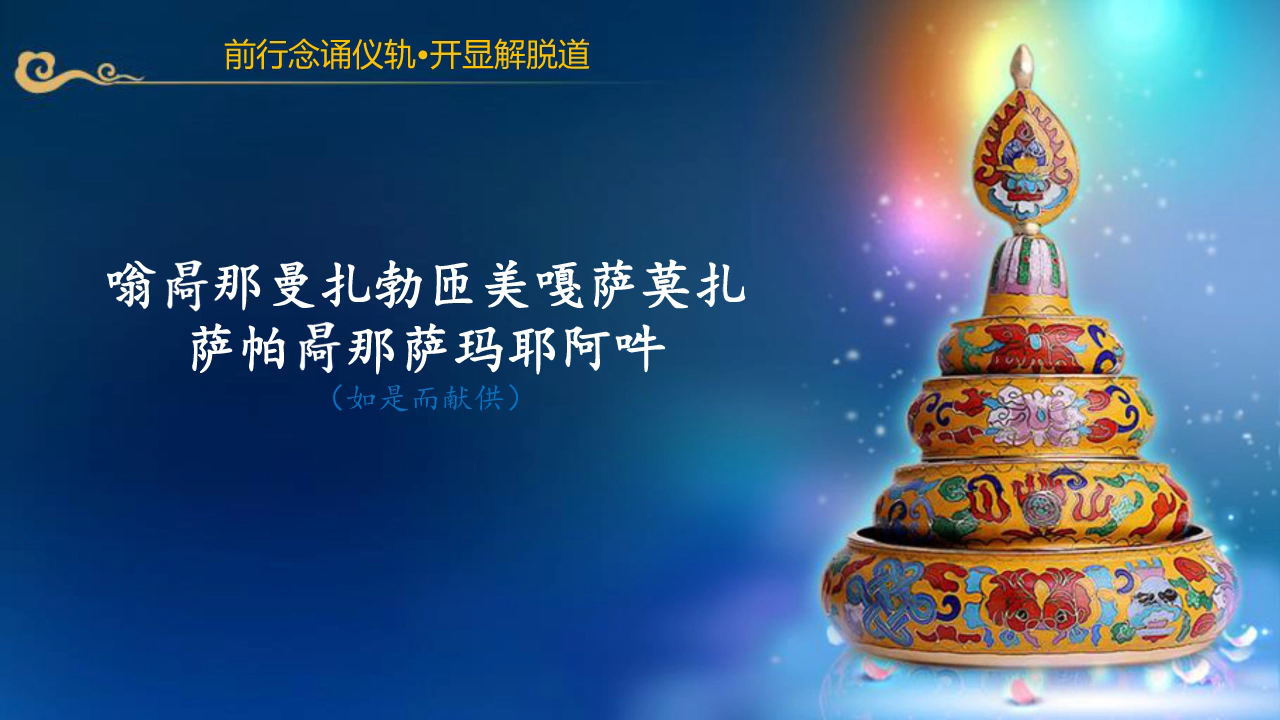 前行念诵仪轨•开显解脱道
嗡咼那曼扎勃匝美嘎萨莫扎
萨帕咼那萨玛耶阿吽
（如是而献供）